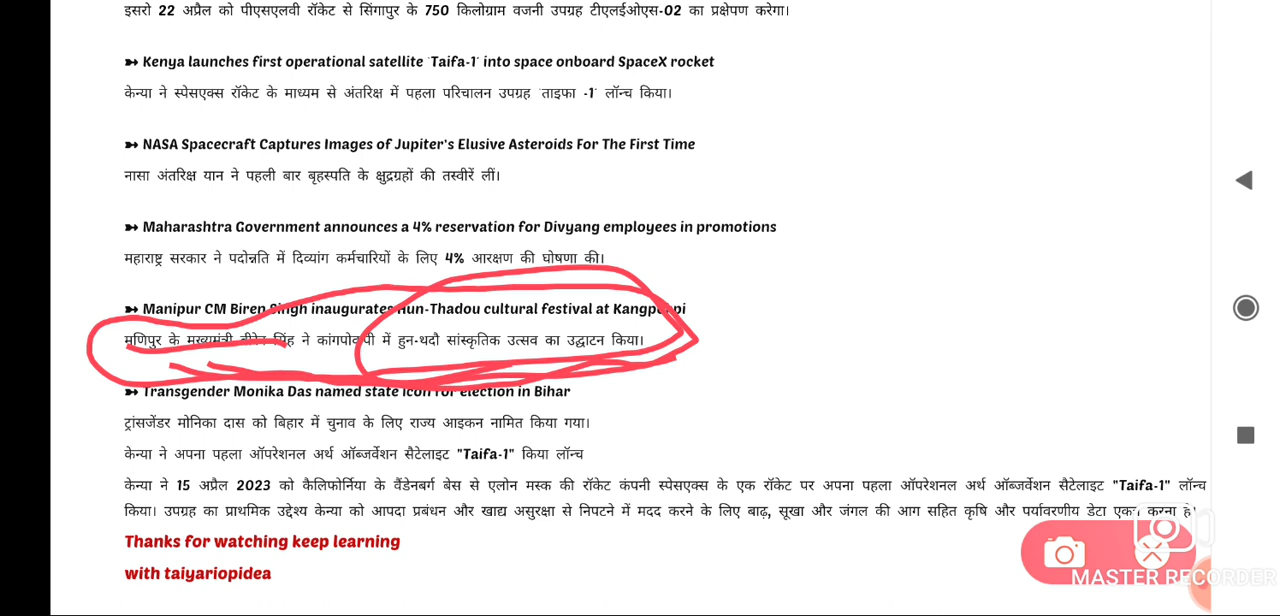 इसरो 22 अप्रैल को पीएसएलवी रॉकेट से सिंगापुर के 750 किलोग्राम वजनी उपग्रह टीएलईओएस-02 का प्रक्षेपण करेगा।
➼ Kenya launches first operational satellite 'Taifa-1' into space onboard SpaceX rocket
केन्या ने स्पेसएक्स रॉकेट के माध्यम से अंतरिक्ष में पहला परिचालन उपग्रह 'ताइफा -1' लॉन्च किया।
➼ NASA Spacecraft Captures Images of Jupiter's Elusive Asteroids For The First Time
नासा अंतरिक्ष यान ने पहली बार बृहस्पति के क्षुद्रग्रहों की तस्वीरें लीं।
➼ Maharashtra Government announces a 4% reservation for Divyang employees in promotions
महाराष्ट्र सरकार ने पदोन्नति में दिव्यांग कर्मचारियों के लिए 4% आरक्षण की घोषणा की।
➼ Manipur CM Biren Singh inaugurates Hun-Thadou cultural festival at Kangpokpi
मणिपुर के मुख्यमंत्री बीरेन सिंह ने कांगपोकपी में हुन-थदौ सांस्कृतिक उत्सव का उद्घाटन किया।
➼ Transgender Monika Das named state icon for election in Bihar
ट्रांसजेंडर मोनिका दास को बिहार में चुनाव के लिए राज्य आइकन नामित किया गया।
केन्या ने अपना पहला ऑपरेशनल अर्थ ऑब्जर्वेशन सैटेलाइट "Taifa-1" किया लॉन्च
केन्या ने 15 अप्रैल 2023 को कैलिफोर्निया के वैंडेनबर्ग बेस से एलोन मस्क की रॉकेट कंपनी स्पेसएक्स के एक रॉकेट पर अपना पहला ऑपरेशनल अर्थ ऑब्जर्वेशन सैटेलाइट "Taifa-1" लॉन्च
किया। उपग्रह का प्राथमिक उद्देश्य केन्या को आपदा प्रबंधन और खाद्य असुरक्षा से निपटने में मदद करने के लिए बाढ़, सूखा और जंगल की आग सहित कृषि और पर्यावरणीय डेटा एकत्र करना है।
Thanks for watching keep learning
with taiyariopidea
MASTER RECORDER